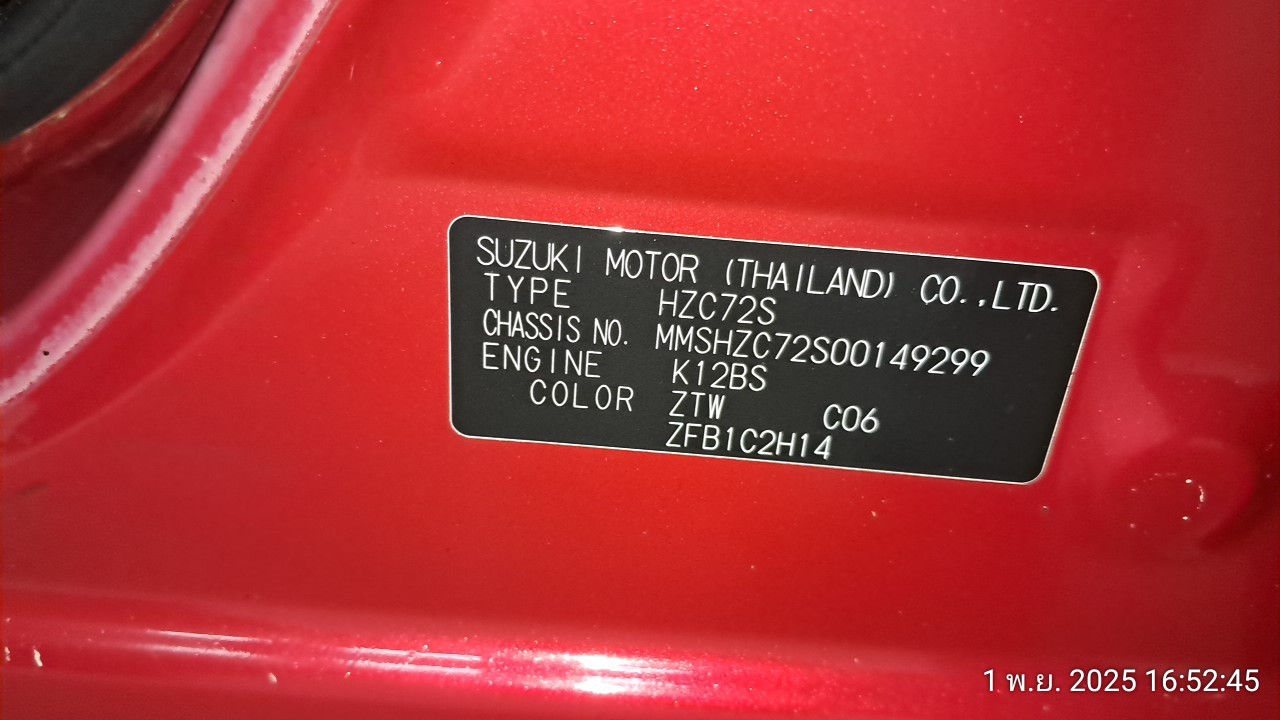 SUZUKI MOTOR (THAILAND) CO.,LTD.
TYPE HZC72S
CHASSIS NO. MMSHZC72S00149299
ENGINE K12BS
COLOR ZTW C06
ZFB1C2H14
1 พ.ย. 2025 16:52:45